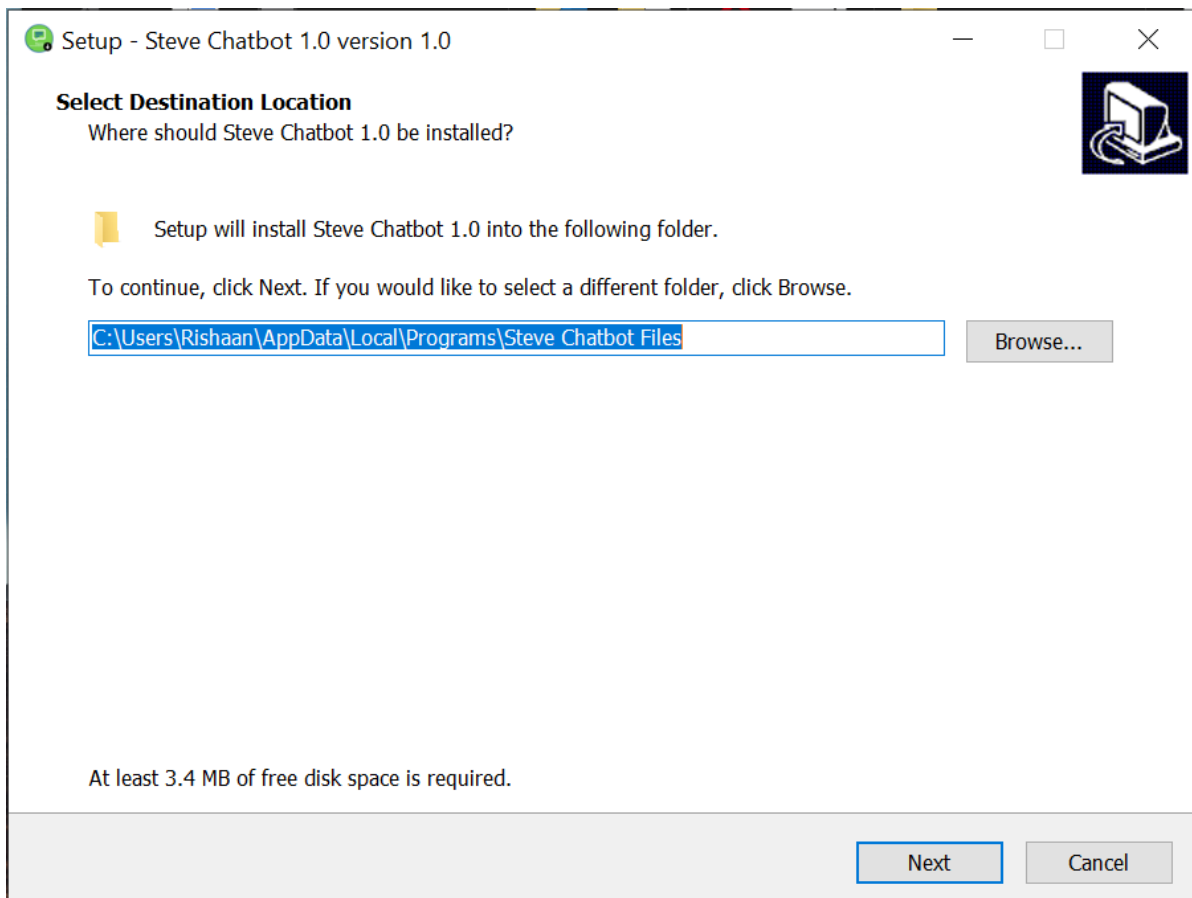 Setup - Steve Chatbot 1.0 version 1.0
Select Destination Location
Where should Steve Chatbot 1.0 be installed?
Setup will install Steve Chatbot 1.0 into the following folder.
To continue, click Next. If you would like to select a different folder, click Browse.
C:\Users\Rishaan\AppData\Local\Programs\Steve Chatbot Files
Browse...
At least 3.4 MB of free disk space is required.
Next
Cancel